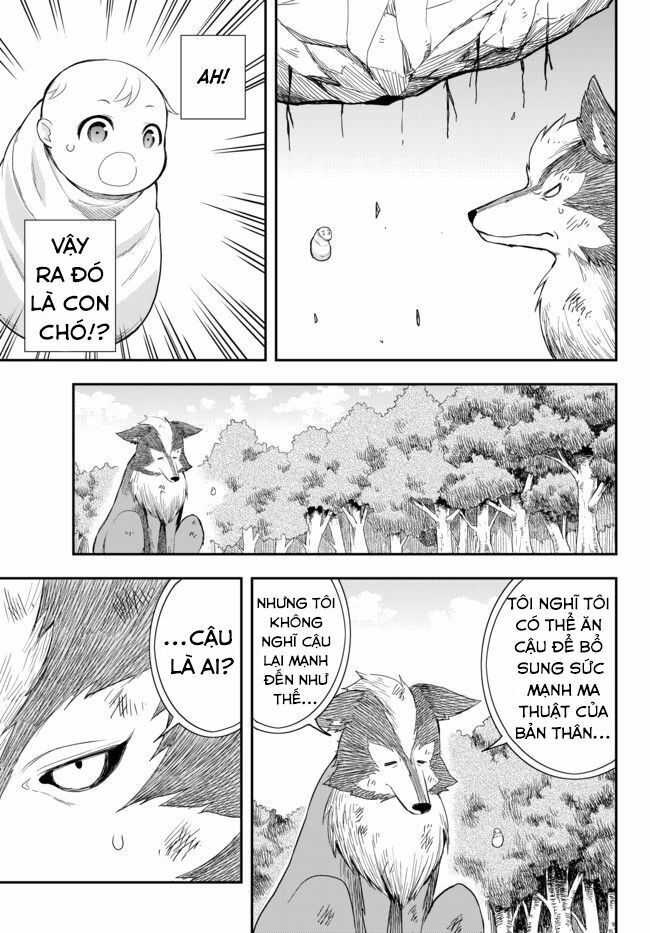 AH!
VẬY
RA ĐÓ
LÀ CON
CHÓ!?
TÔI NGHĨ TÔI
CÓ THỂ ĂN
CẬU ĐỂ BỔ
SUNG SỨC
MẠNH MA
THUẬT CỦA
BẢN THÂN...
NHƯNG TÔI
KHÔNG
NGHĨ CẬU
LẠI MẠNH
ĐẾN NHƯ
THẾ...
...CẬU
LÀ AI?